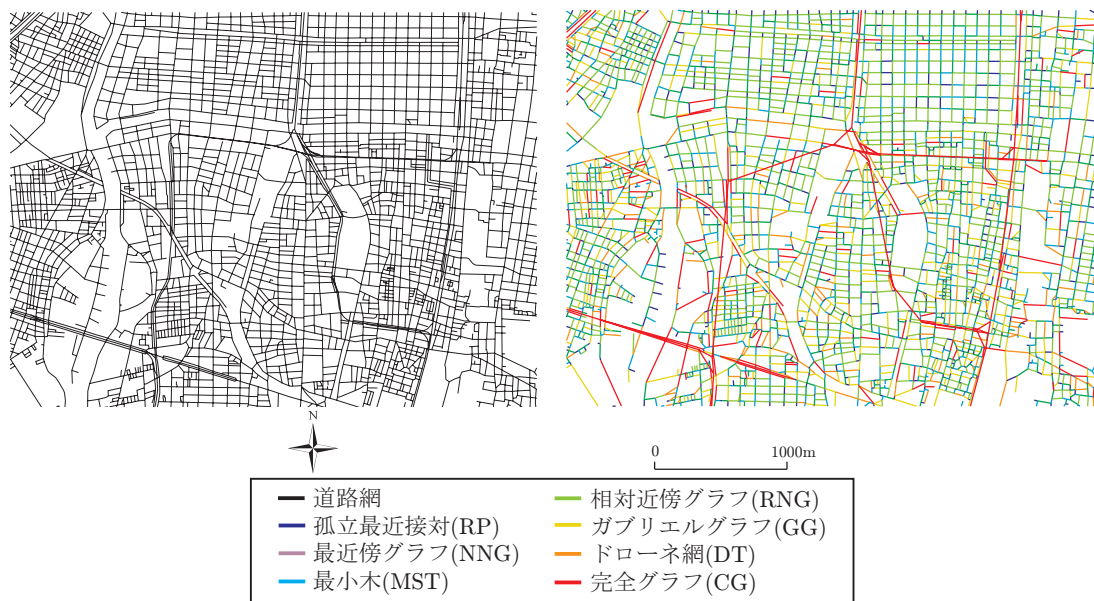 N
0 1000m
道路網
孤立最近接対(RP)
最近傍グラフ(NNG)
最小木(MST)
相対近傍グラフ(RNG)
ガブリエルグラフ(GG)
ドローネ網(DT)
完全グラフ(CG)